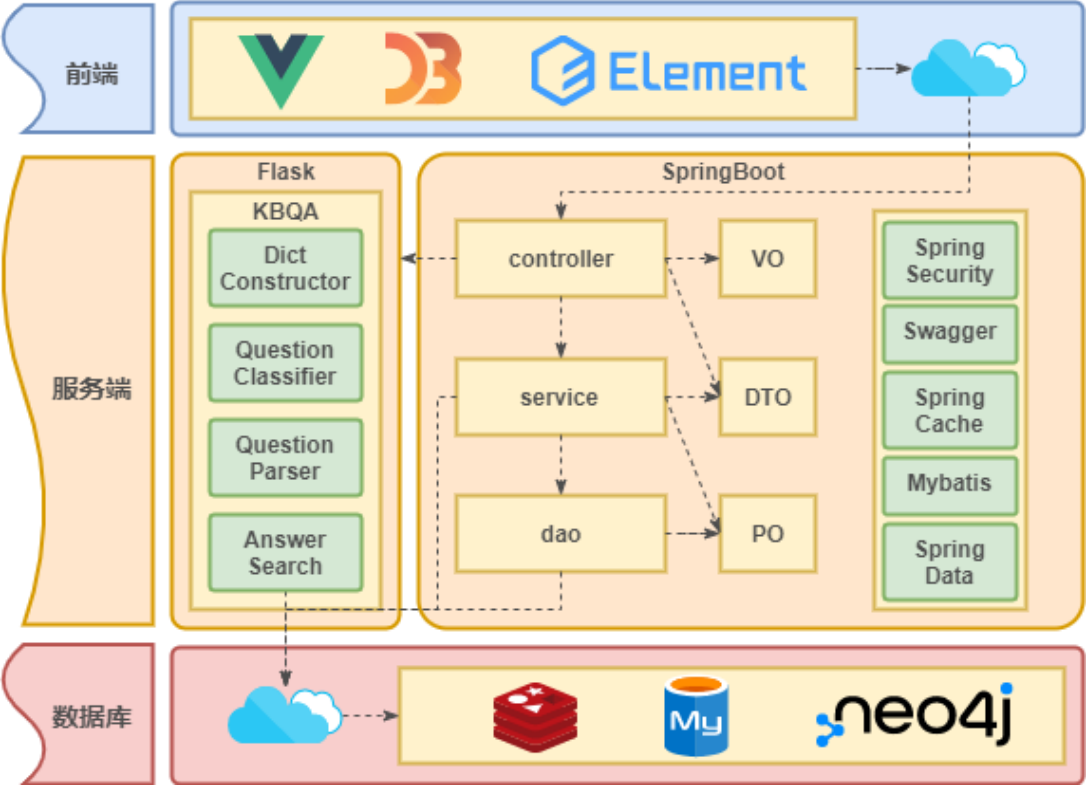 前端
D3
Element
服务端
Flask
KBQA
Dict
Constructor
Question
Classifier
Question
Parser
Answer
Search
SpringBoot
controller
VO
service
DTO
dao
PO
Spring
Security
Swagger
Spring
Cache
Mybatis
Spring
Data
数据库
My
neo4j